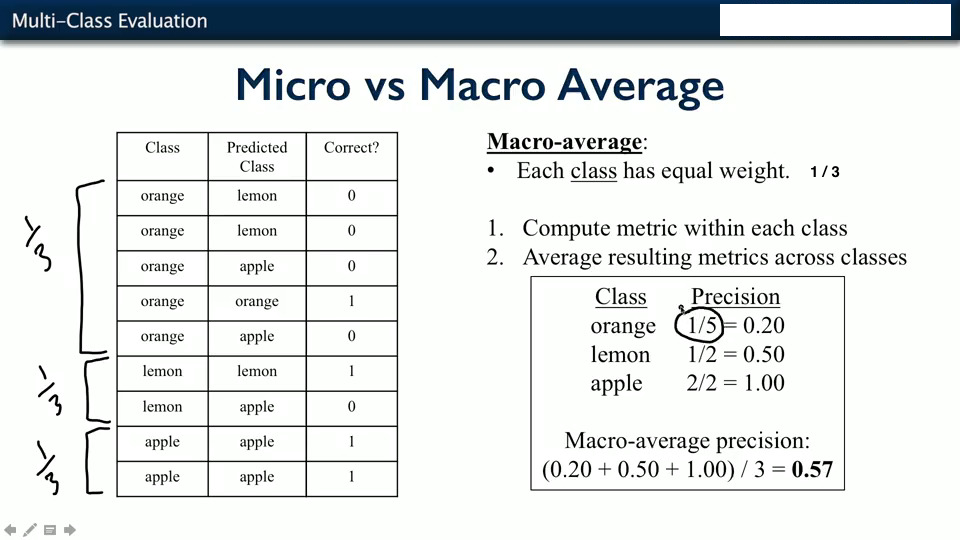 Multi-Class Evaluation
Micro vs Macro Average
Class Predicted Class Correct?
orange lemon 0
orange lemon 0
orange apple 0
orange orange 1
orange apple 0
lemon lemon 1
lemon apple 0
apple apple 1
apple apple 1
1/3
1/3
1/3
Macro-average:
• Each class has equal weight. 1 / 3
1. Compute metric within each class
2. Average resulting metrics across classes
Class Precision
orange 1/5 = 0.20
lemon 1/2 = 0.50
apple 2/2 = 1.00
Macro-average precision:
(0.20 + 0.50 + 1.00) / 3 = 0.57